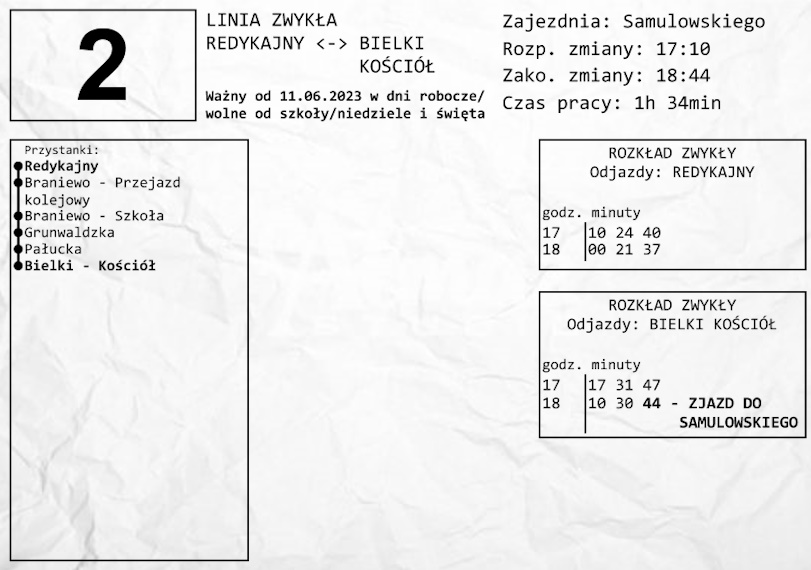 2
LINIA ZWYKŁA
REDYKAJNY <-> BIELKI
KOŚCIÓŁ
Ważny od 11.06.2023 w dni robocze/
wolne od szkoły/niedziele i święta
Zajezdnia: Samulowskiego
Rozp. zmiany: 17:10
Zako. zmiany: 18:44
Czas pracy: 1h 34min
Przystanki:
Redykajny
Braniewo - Przejazd
kolejowy
Braniewo - Szkoła
Grunwaldzka
Pałucka
Bielki - Kościół
ROZKŁAD ZWYKŁY
Odjazdy: REDYKAJNY
godz. minuty
17 10 24 40
18 00 21 37
ROZKŁAD ZWYKŁY
Odjazdy: BIELKI KOŚCIÓŁ
godz. minuty
17 17 31 47
18 10 30 44 - ZJAZD DO
SAMULOWSKIEGO